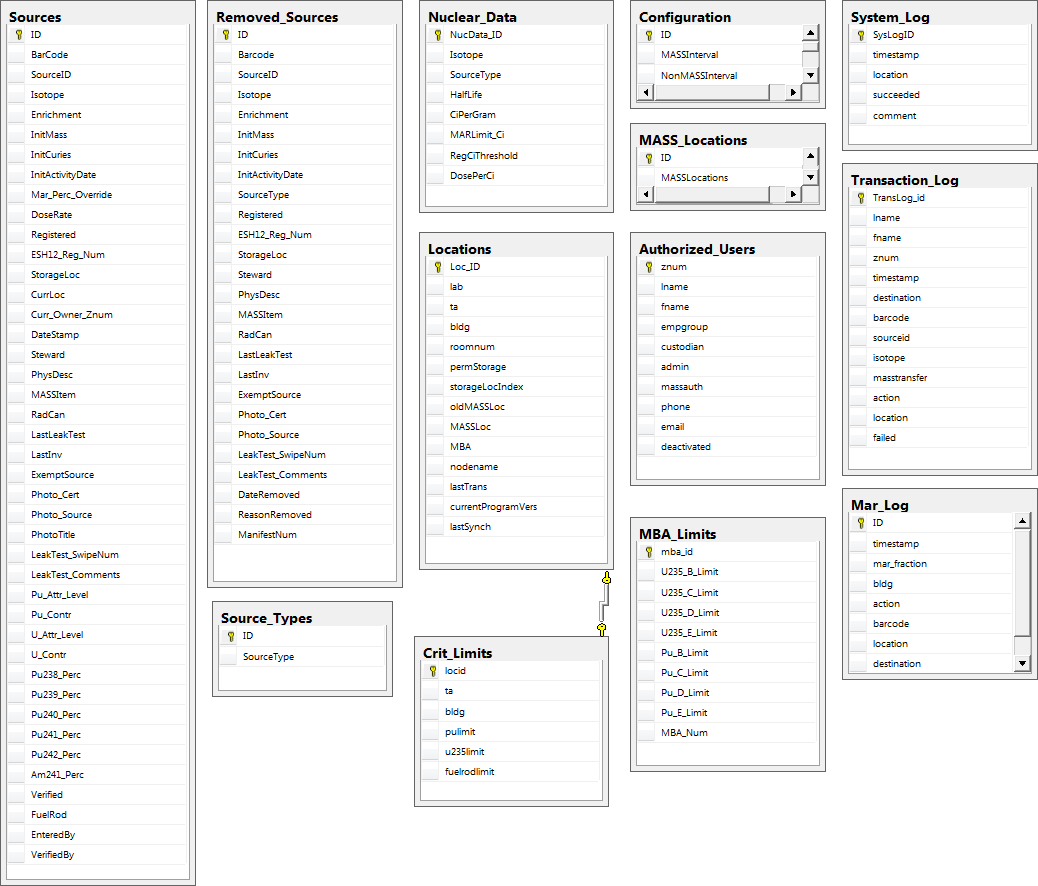 Sources
ID
BarCode
SourceID
Isotope
Enrichment
InitMass
InitCuries
InitActivityDate
Mar_Perc_Override
DoseRate
Registered
ESH12_Reg_Num
StorageLoc
CurrLoc
Curr_Owner_Znum
DateStamp
Steward
PhysDesc
MASSItem
RadCan
LastLeakTest
LastInv
ExemptSource
Photo_Cert
Photo_Source
PhotoTitle
LeakTest_SwipeNum
LeakTest_Comments
Pu_Attr_Level
Pu_Contr
U_Attr_Level
U_Contr
Pu238_Perc
Pu239_Perc
Pu240_Perc
Pu241_Perc
Pu242_Perc
Am241_Perc
Verified
FuelRod
EnteredBy
VerifiedBy
Removed_Sources
ID
Barcode
SourceID
Isotope
Enrichment
InitMass
InitCuries
InitActivityDate
SourceType
Registered
ESH12_Reg_Num
StorageLoc
Steward
PhysDesc
MASSItem
RadCan
LastLeakTest
LastInv
ExemptSource
Photo_Cert
Photo_Source
LeakTest_SwipeNum
LeakTest_Comments
DateRemoved
ReasonRemoved
ManifestNum
Source_Types
ID
SourceType
Nuclear_Data
NucData_ID
Isotope
SourceType
HalfLife
CiPerGram
MARLimit_Ci
RegCiThreshold
DosePerCi
Locations
Loc_ID
lab
ta
bldg
roomnum
permStorage
storageLocIndex
oldMASSLoc
MASSLoc
MBA
nodename
lastTrans
currentProgramVers
lastSynch
Crit_Limits
locid
ta
bldg
pulimit
u235limit
fuelrodlimit
Configuration
ID
MASSInterval
NonMASSInterval
MASS_Locations
ID
MASSLocations
Authorized_Users
znum
lname
fname
empgroup
custodian
admin
massauth
phone
email
deactivated
MBA_Limits
mba_id
U235_B_Limit
U235_C_Limit
U235_D_Limit
U235_E_Limit
Pu_B_Limit
Pu_C_Limit
Pu_D_Limit
Pu_E_Limit
MBA_Num
System_Log
SysLogID
timestamp
location
succeeded
comment
Transaction_Log
TransLog_id
lname
fname
znum
timestamp
destination
barcode
sourceid
isotope
masstransfer
action
location
failed
Mar_Log
ID
timestamp
mar_fraction
bldg
action
barcode
location
destination